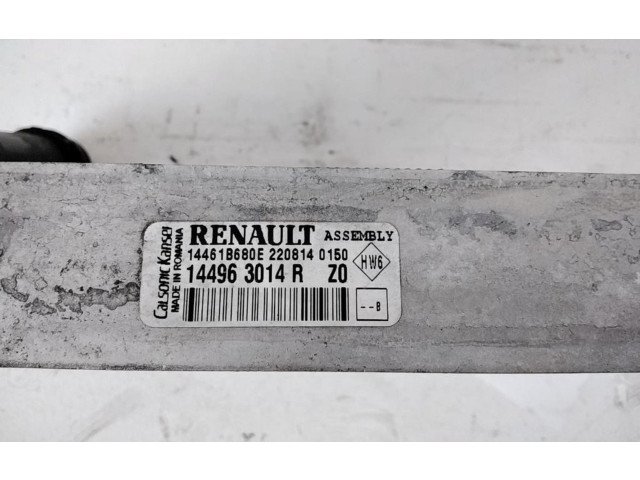 Calsonic Kansei
MADE IN ROMANIA
RENAULT ASSEMBLY
14461B680E 220814 0150
14496 3014 R Z0
HW6
--B